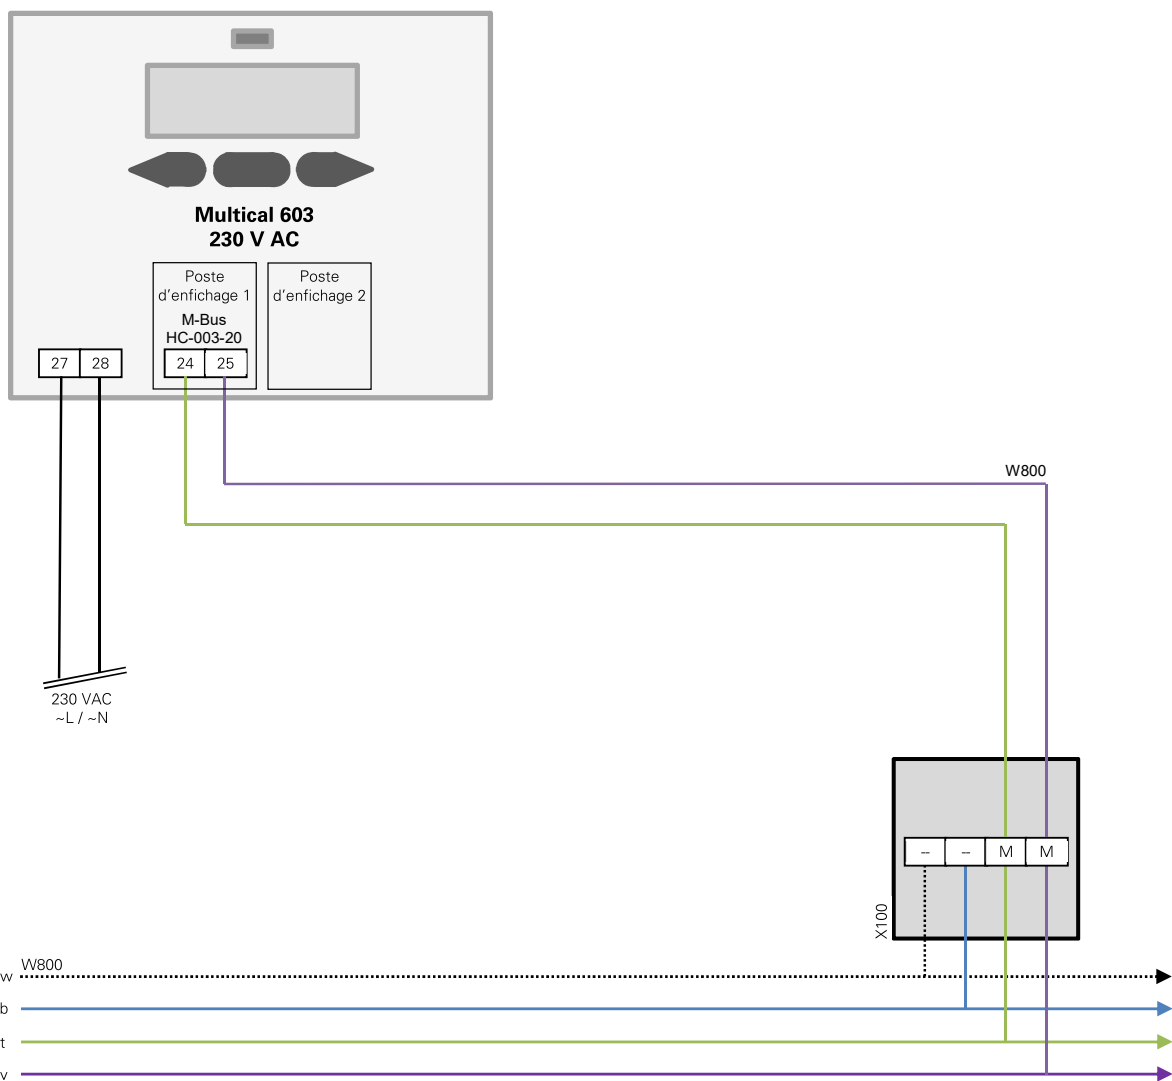 Multical 603
230 V AC
Poste
d’enfichage 1
Poste
d’enfichage 2
M-Bus
HC-003-20
27 28 24 25
W800
230 VAC
~L / ~N
-- -- M M
X100
W800
w
b
t
v